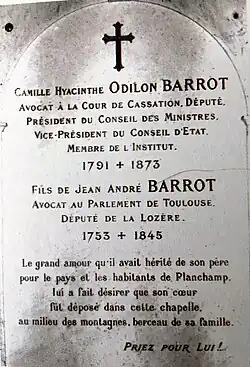 Camille Hyacinthe Odilon BARROT
Avocat à la Cour de Cassation, Député,
Président du Conseil des Ministres,
Vice-Président du Conseil d'Etat,
Membre de l'Institut.
1791 + 1873
Fils de Jean André BARROT
Avocat au Parlement de Toulouse,
Député de la Lozère.
1753 + 1845
Le grand amour qu'il avait hérité de son père
pour le pays et les habitants de Planchamp,
lui a fait désirer que son cœur
fût déposé dans cette chapelle,
au milieu des montagnes, berceau de sa famille.
Priez pour Lui!..